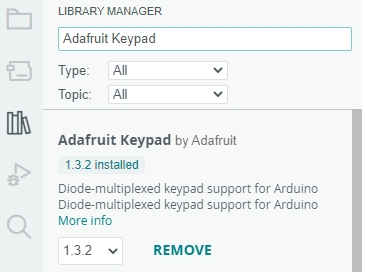 LIBRARY MANAGER
Adafruit Keypad
Type: All
Topic: All
Adafruit Keypad by Adafruit
1.3.2 installed
Diode-multiplexed keypad support for Arduino
Diode-multiplexed keypad support for Arduino
More info
1.3.2 REMOVE